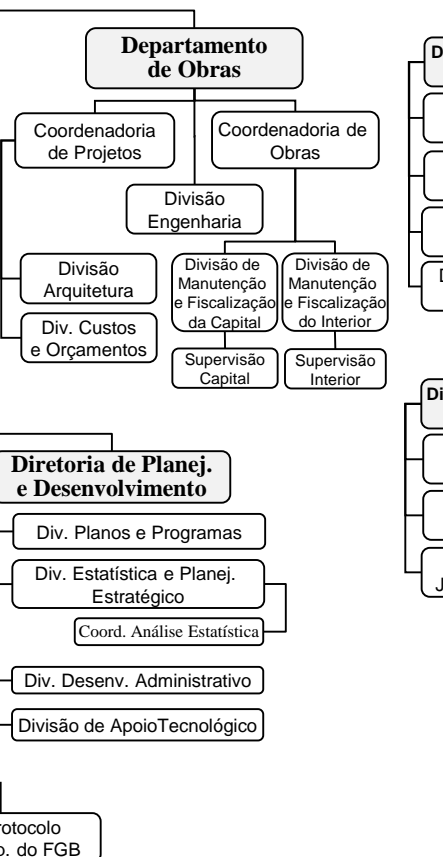 Departamento
de Obras
Coordenadoria
de Projetos
Coordenadoria de
Obras
Divisão
Engenharia
Divisão
Arquitetura
Divisão de
Manutenção
e Fiscalização
da Capital
Divisão de
Manutenção
e Fiscalização
do Interior
Div. Custos
e Orçamentos
Supervisão
Capital
Supervisão
Interior
Diretoria de Planej.
e Desenvolvimento
Div. Planos e Programas
Div. Estatística e Planej.
Estratégico
Coord. Análise Estatística
Div. Desenv. Administrativo
Divisão de ApoioTecnológico
do FGB